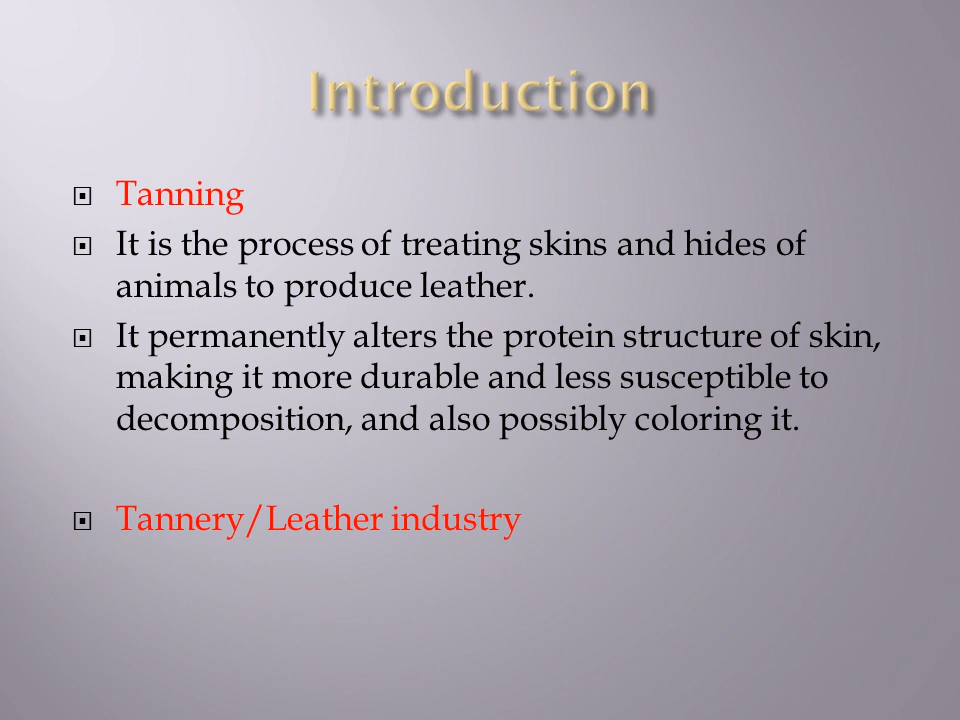 Introduction
Tanning
It is the process of treating skins and hides of
animals to produce leather.
It permanently alters the protein structure of skin,
making it more durable and less susceptible to
decomposition, and also possibly coloring it.
Tannery/Leather industry